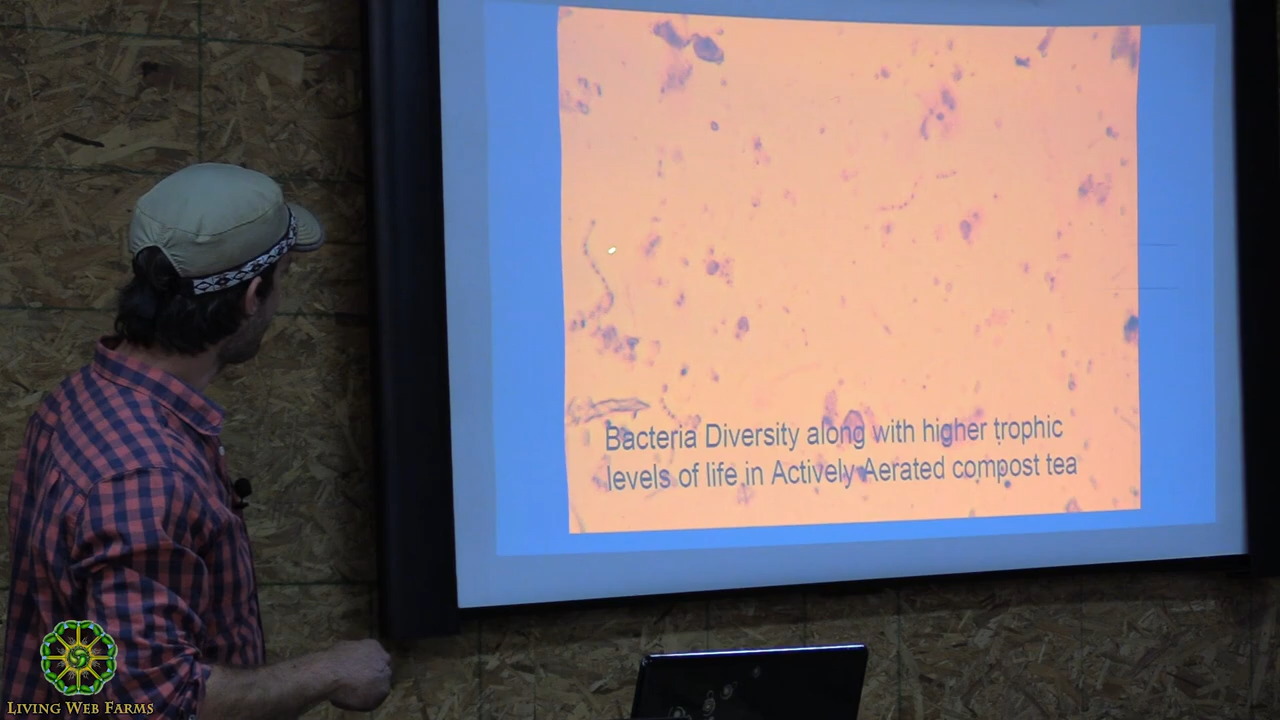 Bacteria Diversity along with higher trophic
levels of life in Actively Aerated compost tea
LIVING WEB FARMS